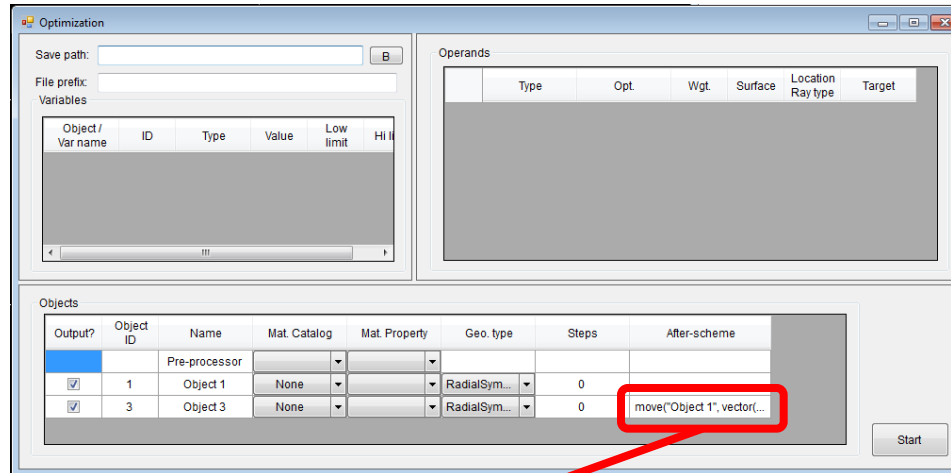 Optimization
Save path:
B
File prefix:
Variables
Object / Var name ID Type Value Low limit Hi li
Operands
Type Opt. Wgt. Surface Location Ray type Target
Objects
Output? Object ID Name Mat. Catalog Mat. Property Geo. type Steps After-scheme
Pre-processor
1 Object 1 None RadialSym... 0
3 Object 3 None RadialSym... 0 move("Object 1", vector(...
Start